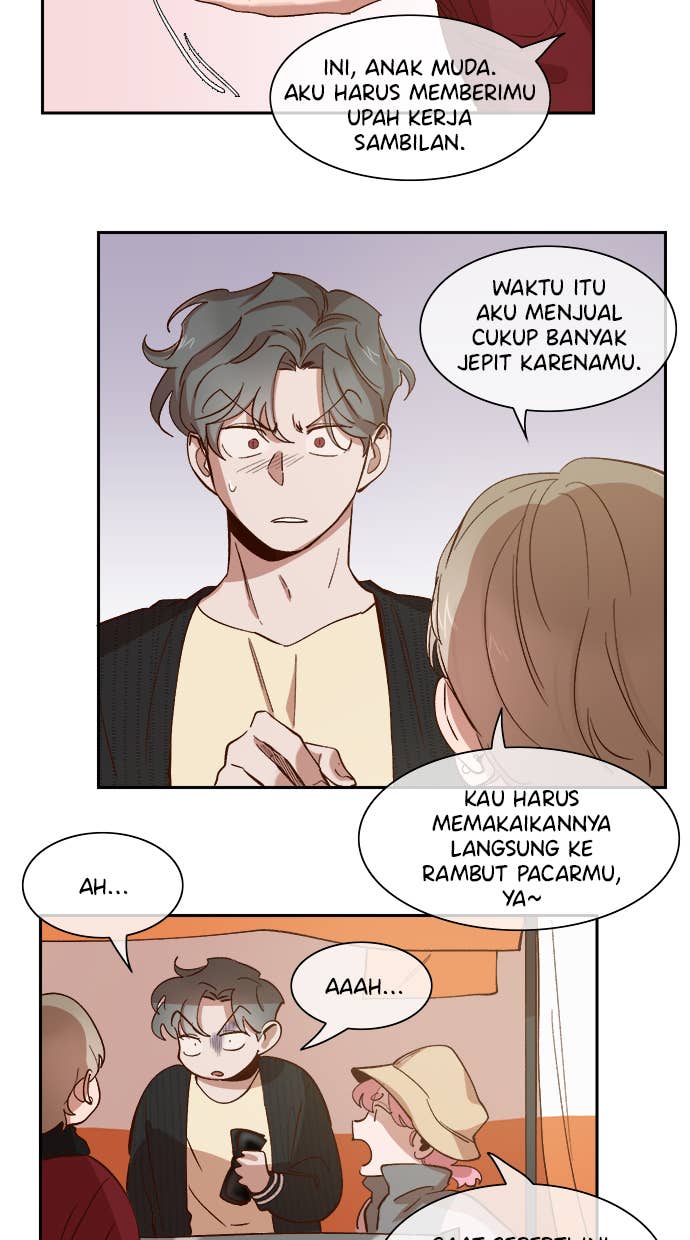 INI, ANAK MUDA.
AKU HARUS MEMBERIMU
UPAH KERJA
SAMBILAN.
WAKTU ITU
AKU MENJUAL
CUKUP BANYAK
JEPIT KARENAMU.
KAU HARUS
MEMAKAIKANNYA
LANGSUNG KE
RAMBUT PACARMU,
YA~
AH...
AAAH...